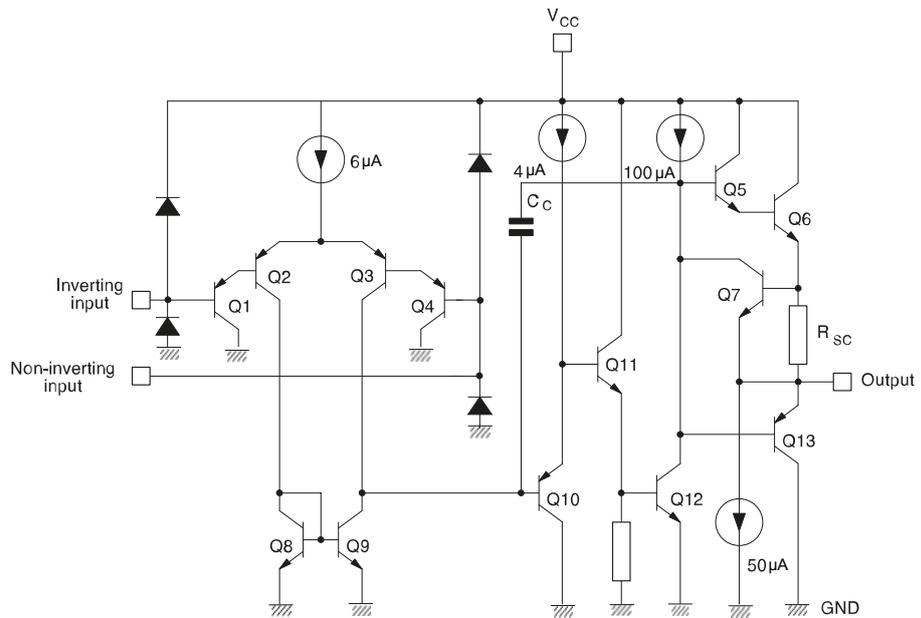 VCC
6µA
4µA
100µA
CC
Q5
Q6
Q2
Q3
Q1
Q4
Q7
Inverting
input
RSC
Non-inverting
input
Q11
Output
Q13
Q10
Q12
Q8
Q9
50µA
GND